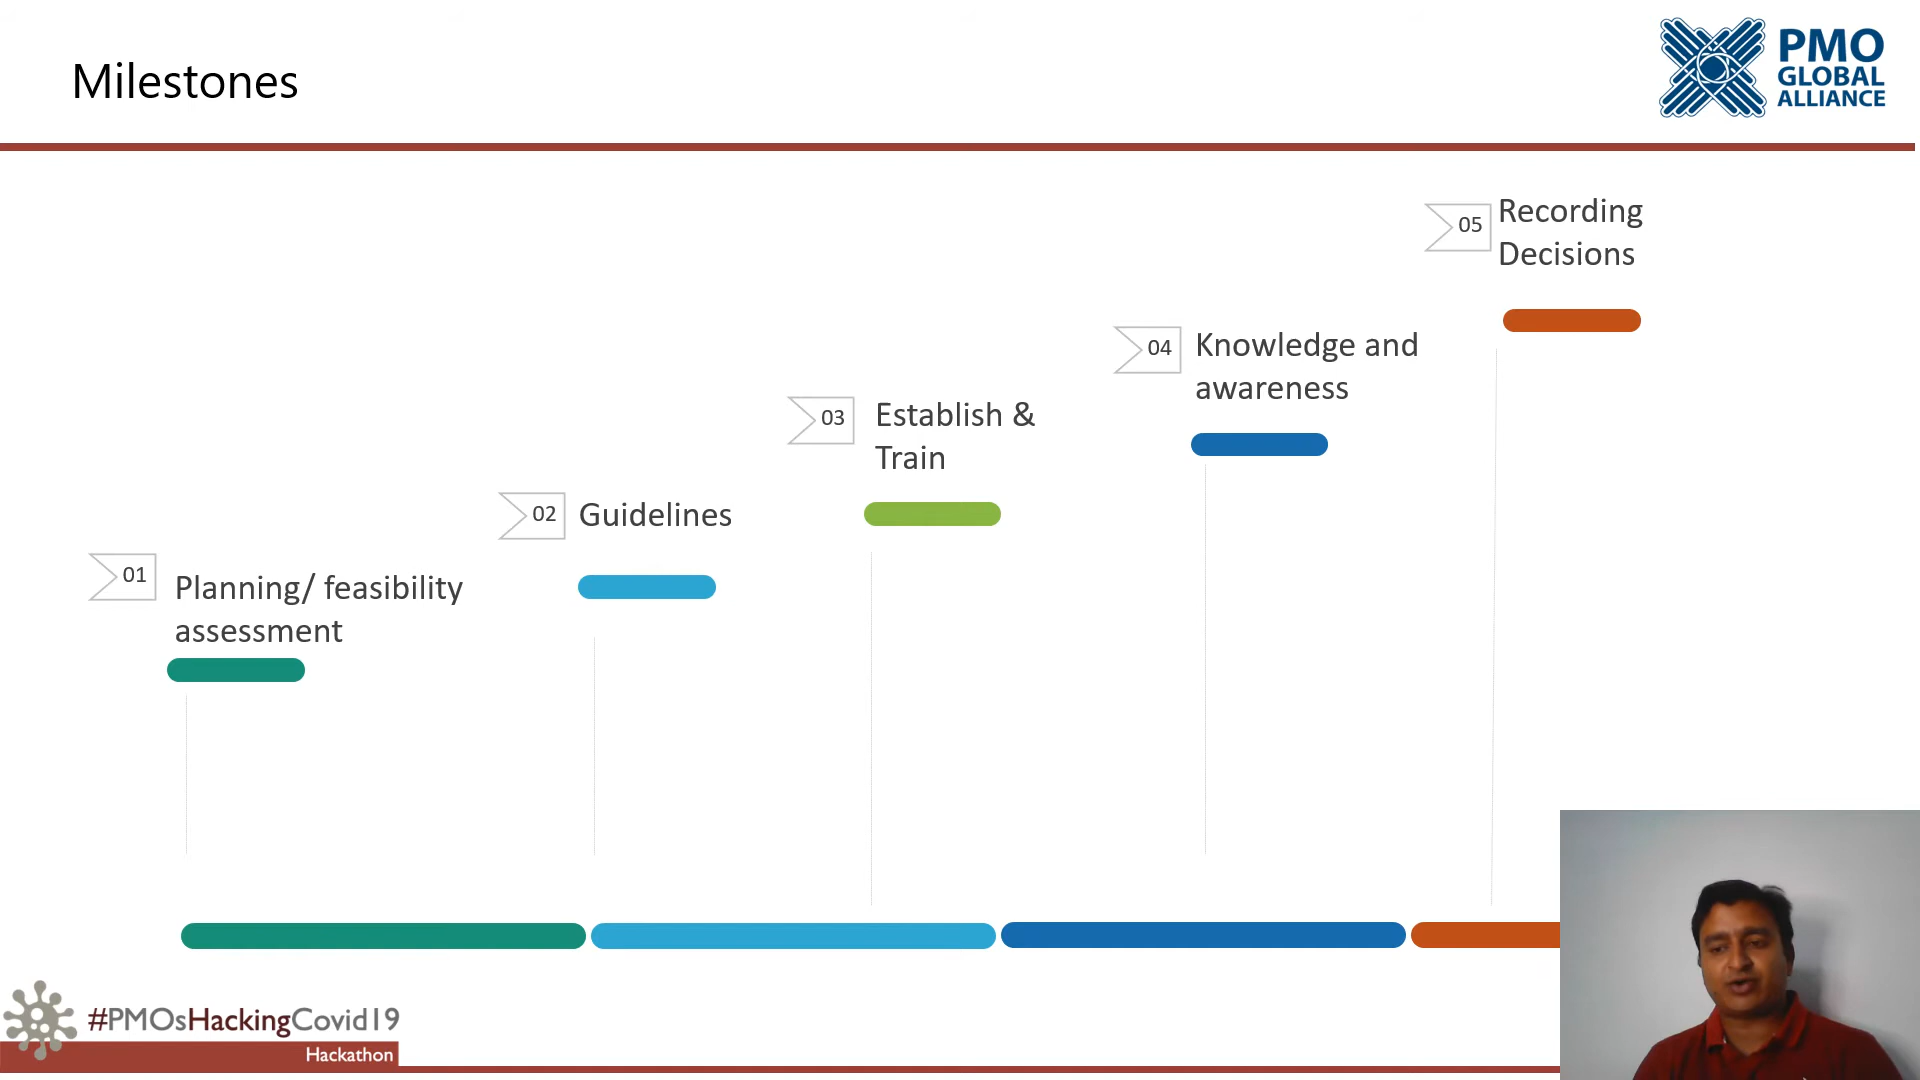 Milestones
PMO
GLOBAL
ALLIANCE
01
Planning/ feasibility
assessment
02
Guidelines
03
Establish &
Train
04
Knowledge and
awareness
05
Recording
Decisions
#PMOsHackingCovid19
Hackathon